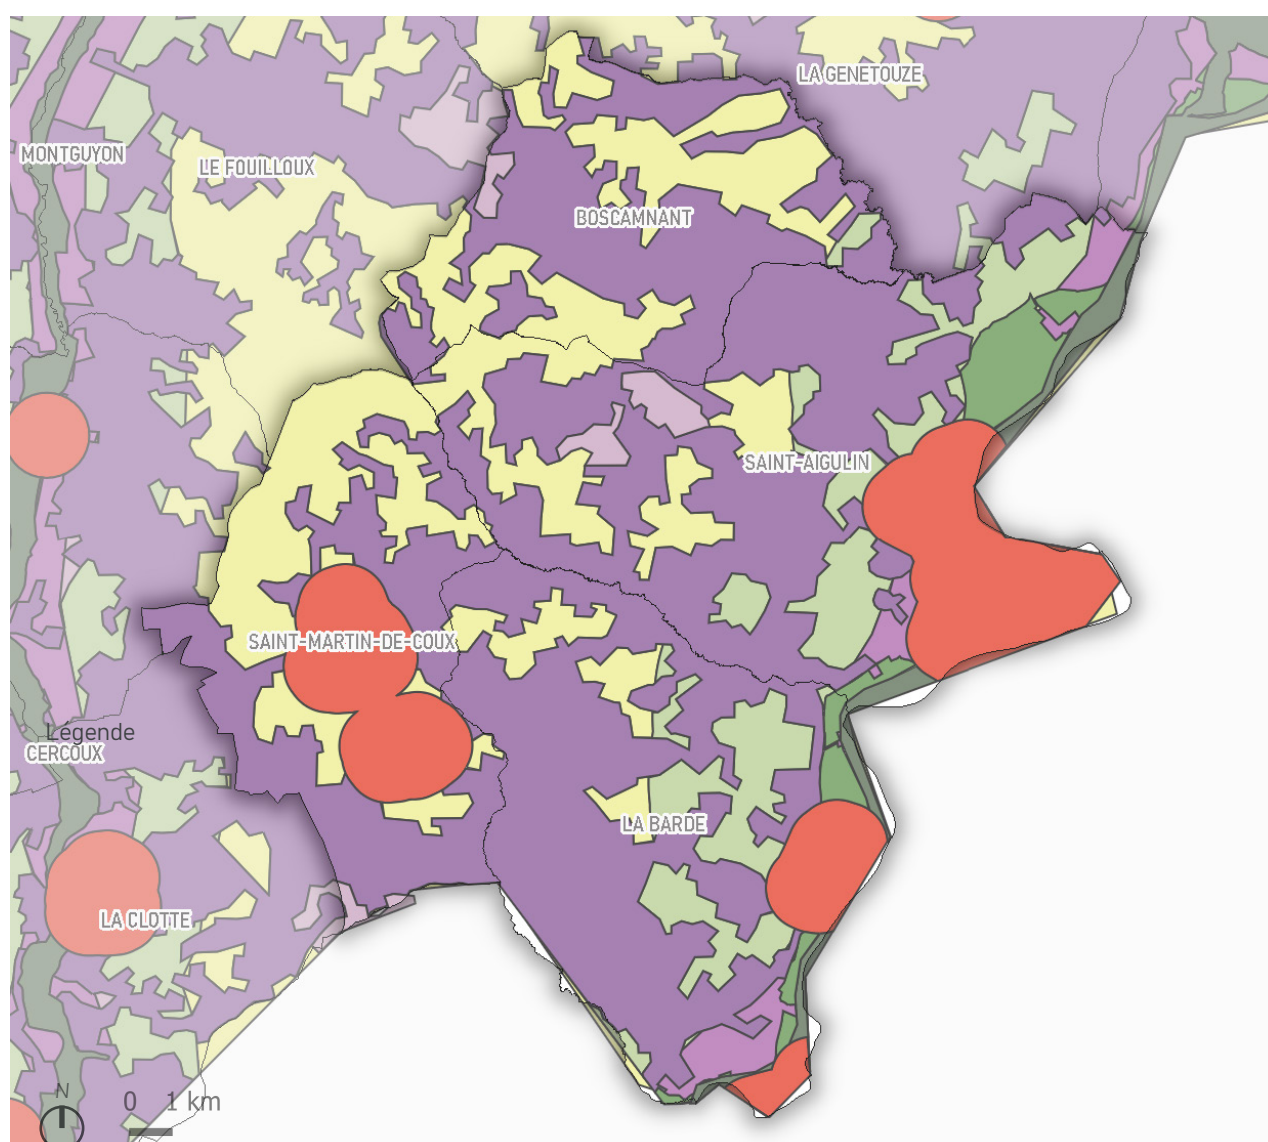 LA GENETOUZE
MONTGUYON
LE FOUILLOUX
BOSCAMNANT
SAINT-AIGULIN
SAINT-MARTIN-DE-COUX
Légende
CERCOUX
LA BARDE
LA CLOTTE
N
0 1 km